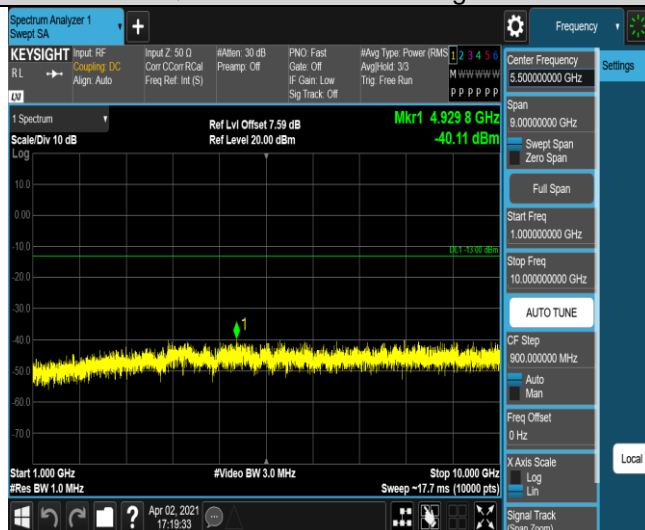 Spectrum Analyzer 1
Swept SA
Frequency
KEYSIGHT
Input: RF
Coupling: DC
Align: Auto
Input Z: 50 Ω
Corr CCorr RCal
Freq Ref: Int (S)
#Atten: 30 dB
Preamp: Off
PNO: Fast
Gate: Off
IF Gain: Low
Sig Track: Off
#Avg Type: Power (RMS
Avg|Hold: 3/3
Trig: Free Run
1 2 3 4 5 6
M W W W W W
P P P P P P
R L
LXI
1 Spectrum
Scale/Div 10 dB
Log
Ref Lvl Offset 7.59 dB
Ref Level 20.00 dBm
Mkr1 4.929 8 GHz
-40.11 dBm
10.0
0.00
-10.0
DL1 -13.00 dBm
-20.0
-30.0
1
-40.0
-50.0
-60.0
-70.0
Start 1.000 GHz
#Res BW 1.0 MHz
#Video BW 3.0 MHz
Stop 10.000 GHz
Sweep ~17.7 ms (10000 pts)
?
Apr 02, 2021
17:19:33
Center Frequency
5.500000000 GHz
Span
9.00000000 GHz
Swept Span
Zero Span
Full Span
Start Freq
1.000000000 GHz
Stop Freq
10.000000000 GHz
AUTO TUNE
CF Step
900.000000 MHz
Auto
Man
Freq Offset
0 Hz
X Axis Scale
Log
Lin
Signal Track
(Span Zoom)
Settings
Local